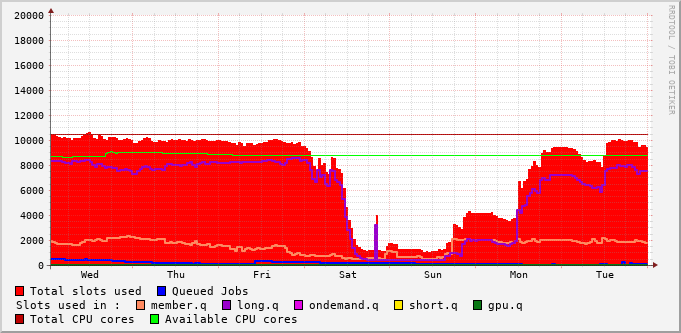 20000
18000
16000
14000
12000
10000
8000
6000
4000
2000
0
Wed Thu Fri Sat Sun Mon Tue
RRDTOOL / TOBI OETIKER
Total slots used Queued Jobs
Slots used in : member.q long.q ondemand.q short.q gpu.q
Total CPU cores Available CPU cores